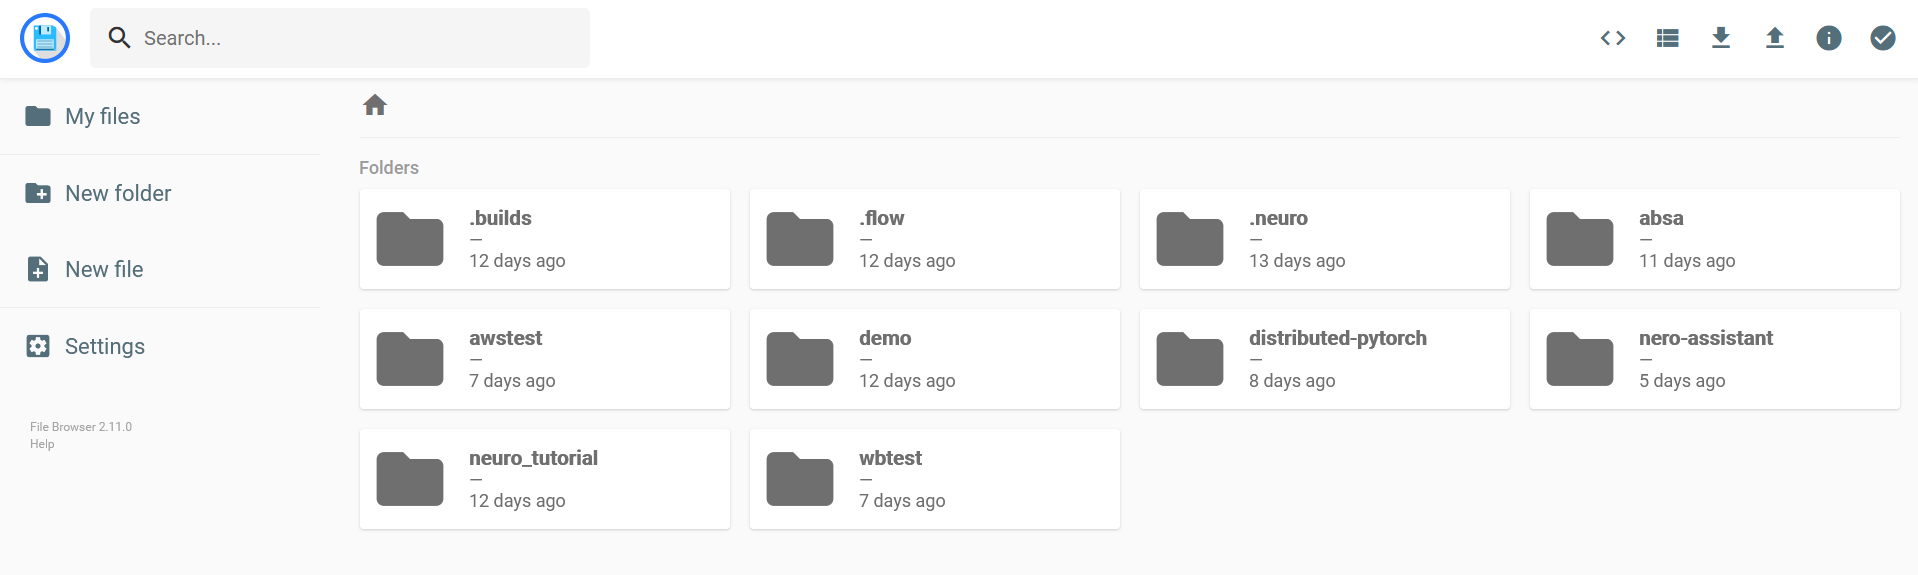 Search...
My files
New folder
New file
Settings
File Browser 2.11.0
Help
Folders
.builds
—
12 days ago
.flow
—
12 days ago
.neuro
—
13 days ago
absa
—
11 days ago
awstest
—
7 days ago
demo
—
12 days ago
distributed-pytorch
—
8 days ago
nero-assistant
—
5 days ago
neuro_tutorial
—
12 days ago
wbtest
—
7 days ago